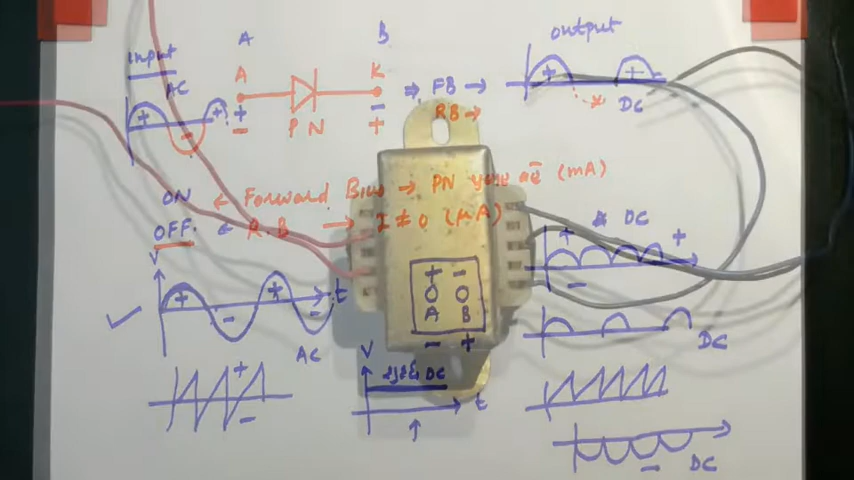 input
A
B
output
AC
A
K
⇒ FB →
RB →
+
+
+
-
-
+
-
PN
+
+
DC
ON ← Forward Bias → PN (mA)
OFF ← R.B → I ≠ 0 (μA)
* DC
V
+
+
t
-
-
AC
+ -
A B
- +
+
+
-
DC
V
DC
t
+
-
- DC